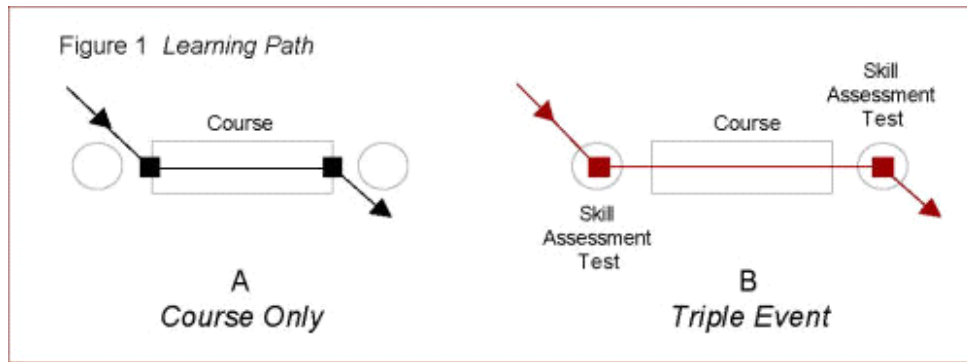 Figure 1 Learning Path
Course
A
Course Only
Skill
Assessment
Test
Course
Skill
Assessment
Test
B
Triple Event